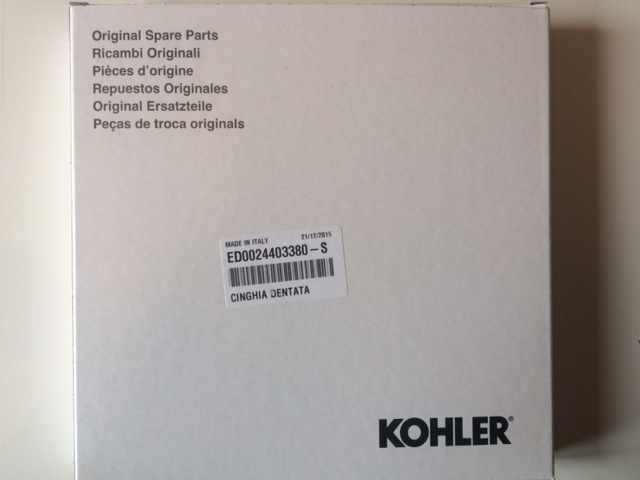 Original Spare Parts
Ricambi Originali
Pièces d'origine
Repuestos Originales
Original Ersatzteile
Peças de troca originals
MADE IN ITALY 21/12/2015
ED0024403380-S
CINGHIA DENTATA
KOHLER®